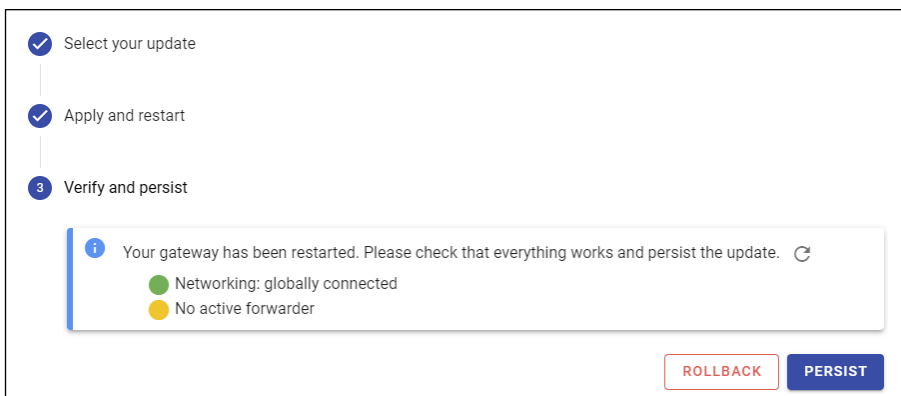 Select your update
Apply and restart
3 Verify and persist
Your gateway has been restarted. Please check that everything works and persist the update.
Networking: globally connected
No active forwarder
ROLLBACK PERSIST